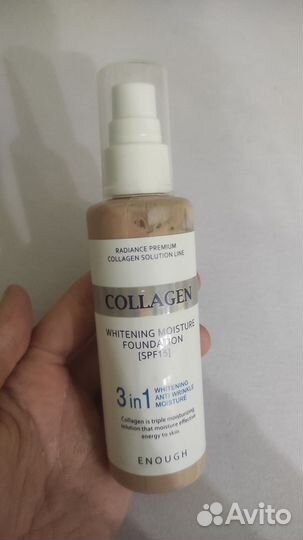 RADIANCE PREMIUM
COLLAGEN SOLUTION LINE
COLLAGEN
WHITENING MOISTURE
FOUNDATION
[SPF15]
3 in 1 WHITENING
ANTI WRINKLE
MOISTURE
Collagen is triple moisturizing
solution that moisture effective
energy to skin
ENOUGH
Avito